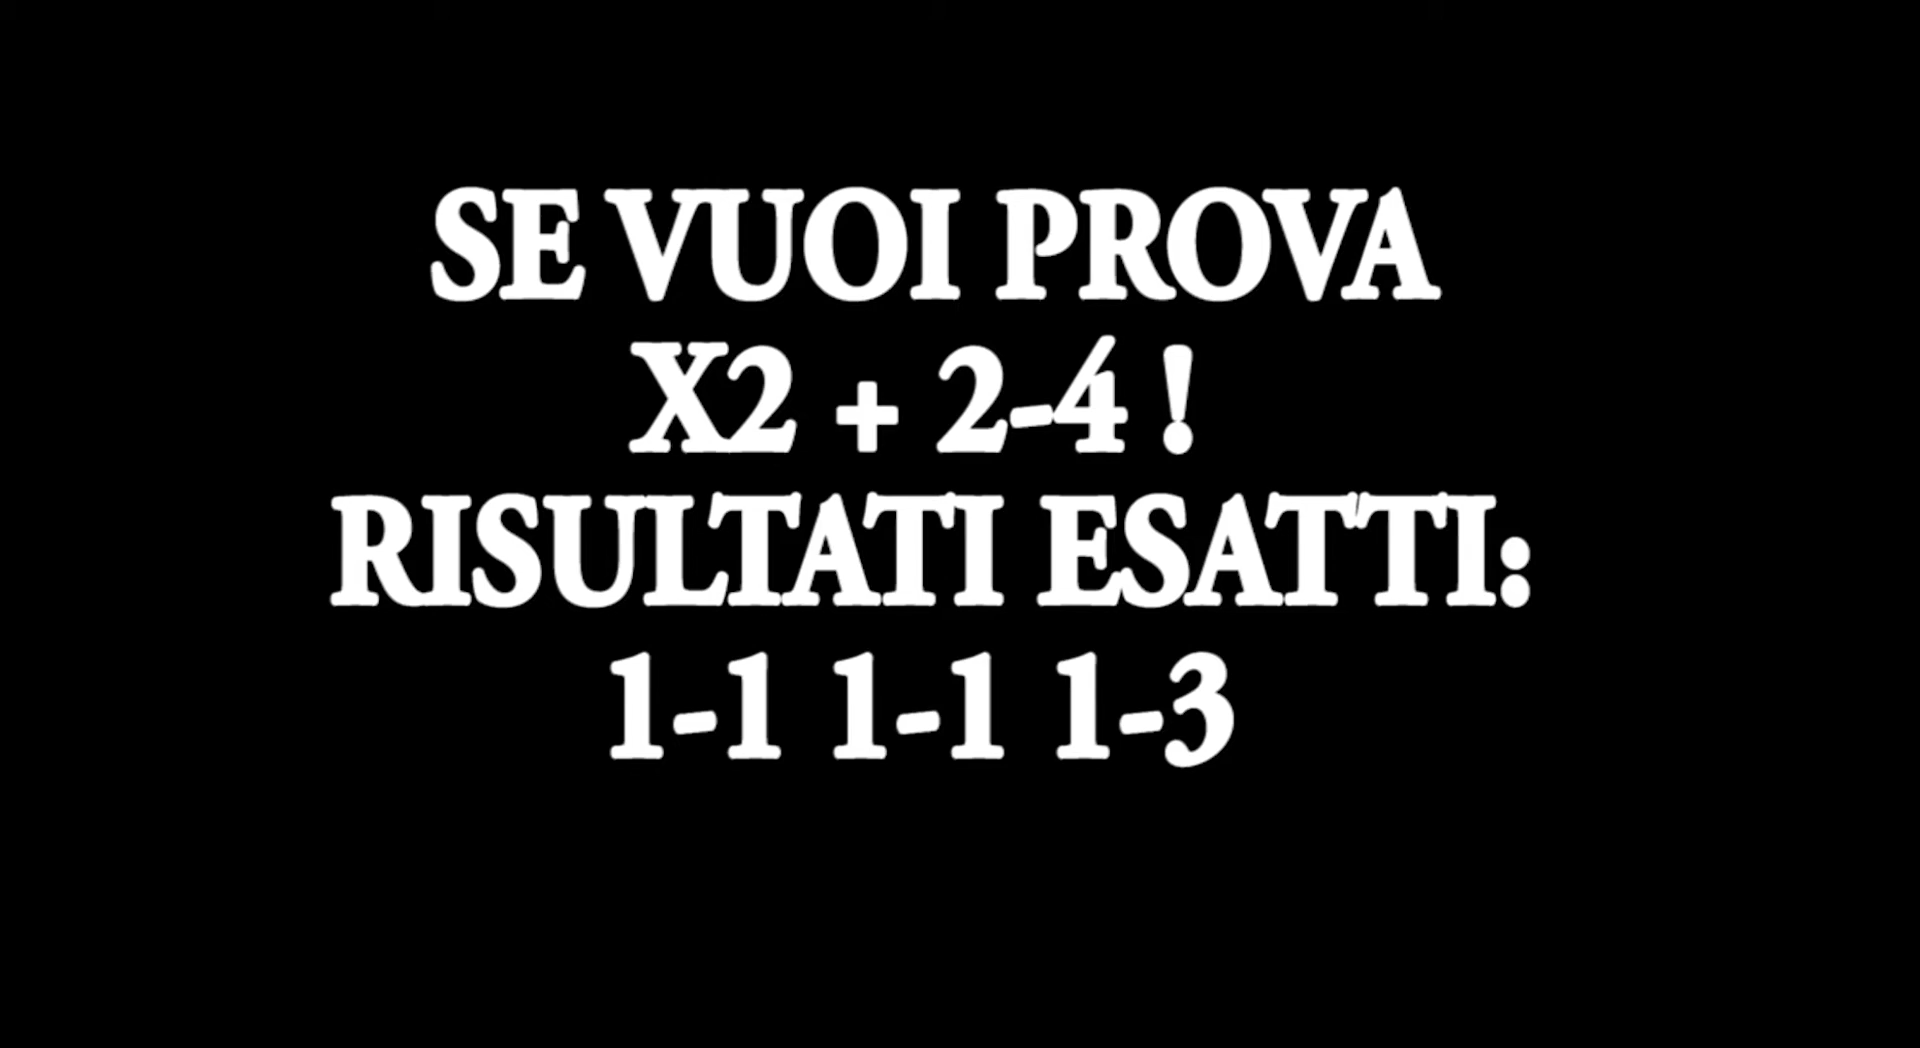 SE VUOI PROVA
X2 + 2-4 !
RISULTATI ESATTI:
1-1 1-1 1-3